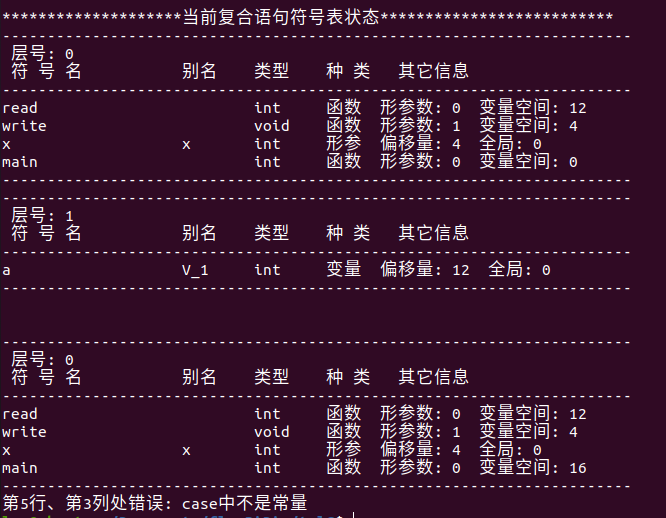 ********************当前复合语句符号表状态**************************
----------------------------------------------------------------------
层号: 0
符 号 名 别名 类型 种 类 其它信息
----------------------------------------------------------------------
read int 函数 形参数: 0 变量空间: 12
write void 函数 形参数: 1 变量空间: 4
x x int 形参 偏移量: 4 全局: 0
main int 函数 形参数: 0 变量空间: 0
----------------------------------------------------------------------
----------------------------------------------------------------------
层号: 1
符 号 名 别名 类型 种 类 其它信息
----------------------------------------------------------------------
a V_1 int 变量 偏移量: 12 全局: 0
----------------------------------------------------------------------
----------------------------------------------------------------------
层号: 0
符 号 名 别名 类型 种 类 其它信息
----------------------------------------------------------------------
read int 函数 形参数: 0 变量空间: 12
write void 函数 形参数: 1 变量空间: 4
x x int 形参 偏移量: 4 全局: 0
main int 函数 形参数: 0 变量空间: 16
----------------------------------------------------------------------
第5行、第3列处错误: case中不是常量